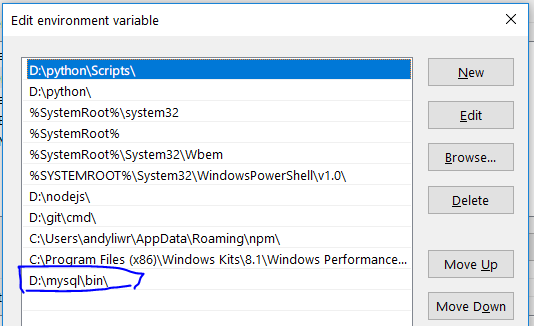 Edit environment variable
D:\python\Scripts\
New
D:\python\
%SystemRoot%\system32
Edit
%SystemRoot%
%SystemRoot%\System32\Wbem
Browse...
%SYSTEMROOT%\System32\WindowsPowerShell\v1.0\
D:\nodejs\
Delete
D:\git\cmd\
C:\Users\andyliwr\AppData\Roaming\npm\
C:\Program Files (x86)\Windows Kits\8.1\Windows Performance...
Move Up
D:\mysql\bin\
Move Down